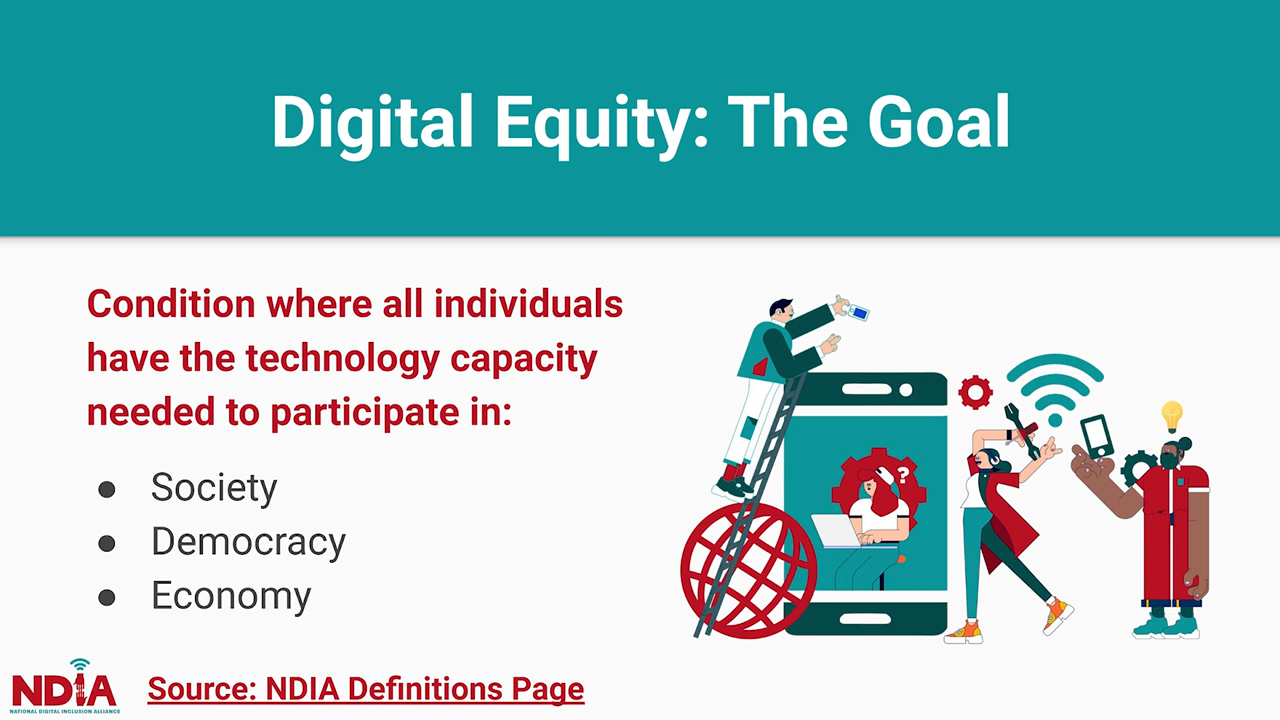 Digital Equity: The Goal
Condition where all individuals
have the technology capacity
needed to participate in:
● Society
● Democracy
● Economy
?
NDIA
NATIONAL DIGITAL INCLUSION ALLIANCE
Source: NDIA Definitions Page